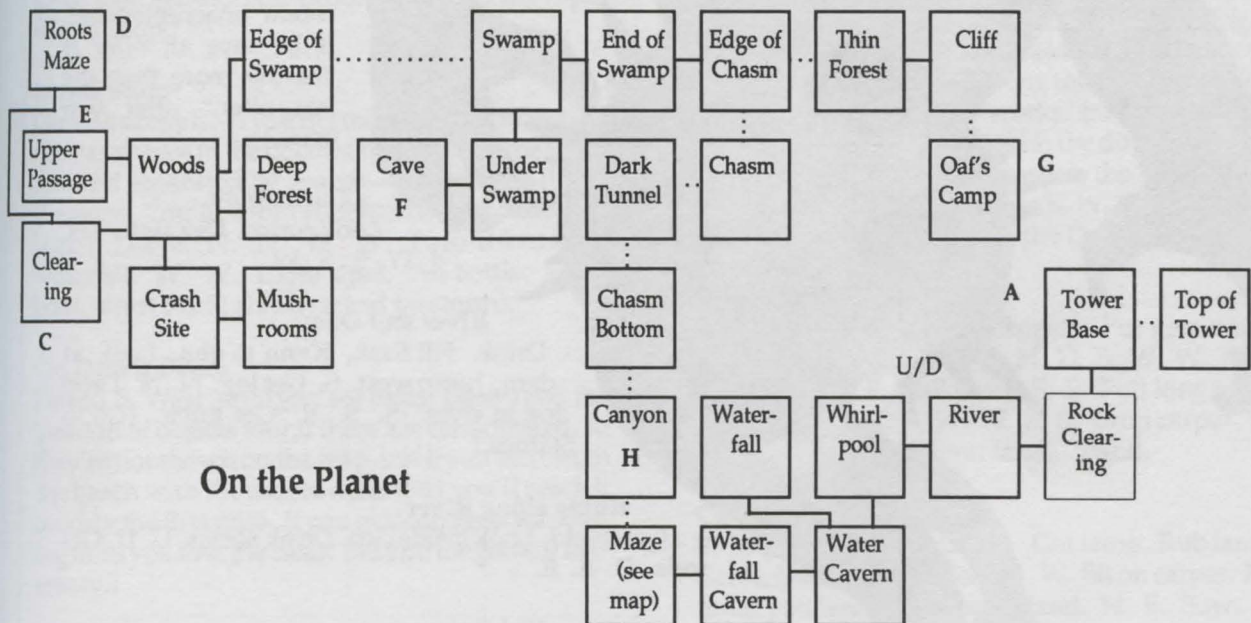 Roots
Maze
D
Edge of
Swamp
Swamp
End of
Swamp
Edge of
Chasm
Thin
Forest
Cliff
E
Upper
Passage
Woods
Deep
Forest
Cave
F
Under
Swamp
Dark
Tunnel
Chasm
Oaf's
Camp
G
Clear-
ing
C
Crash
Site
Mush-
rooms
Chasm
Bottom
A
Tower
Base
Top of
Tower
U/D
Canyon
H
Water-
fall
Whirl-
pool
River
Rock
Clear-
ing
On the Planet
Maze
(see
map)
Water-
fall
Cavern
Water
Cavern